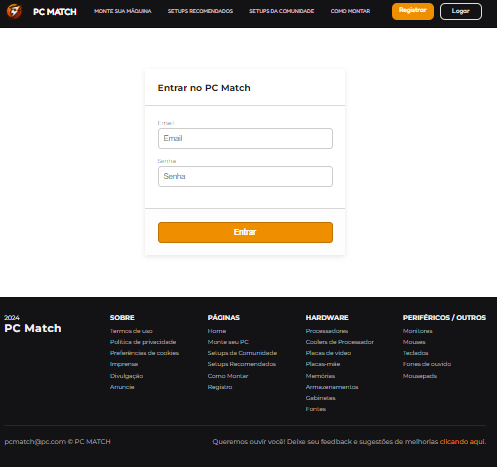 PC MATCH MONTE SUA MÁQUINA SETUPS RECOMENDADOS SETUPS DA COMUNIDADE COMO MONTAR Registrar Logar
Entrar no PC Match
Email
Email
Senha
Senha
Entrar
2024
PC Match
SOBRE
Termos de uso
Política de privacidade
Preferências de cookies
Imprensa
Divulgação
Anuncie
PÁGINAS
Home
Monte seu PC
Setups da Comunidade
Setups Recomendados
Como Montar
Registro
HARDWARE
Processadores
Coolers de Processador
Placas de vídeo
Placas-mãe
Memórias
Armazenamentos
Gabinetes
Fontes
PERIFÉRICOS / OUTROS
Monitores
Mouses
Teclados
Fones de ouvido
Mousepads
pcmatch@pc.com © PC MATCH
Queremos ouvir você! Deixe seu feedback e sugestões de melhorias clicando aqui.